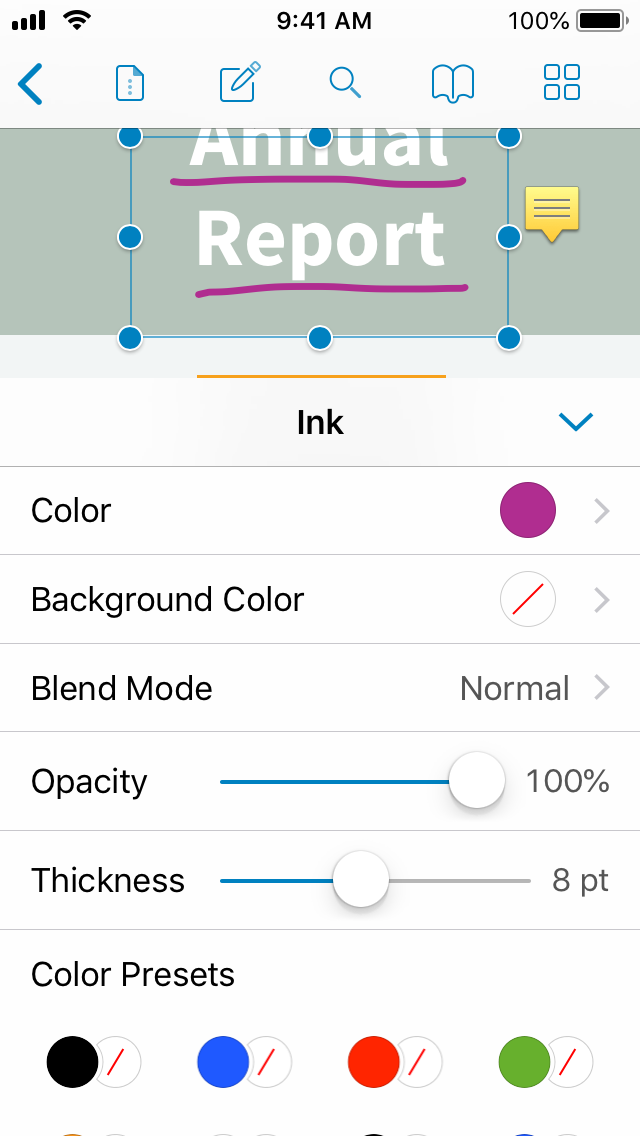 9:41 AM
100%
Annual
Report
Ink
Color
Background Color
Blend Mode
Normal
Opacity
100%
Thickness
8 pt
Color Presets